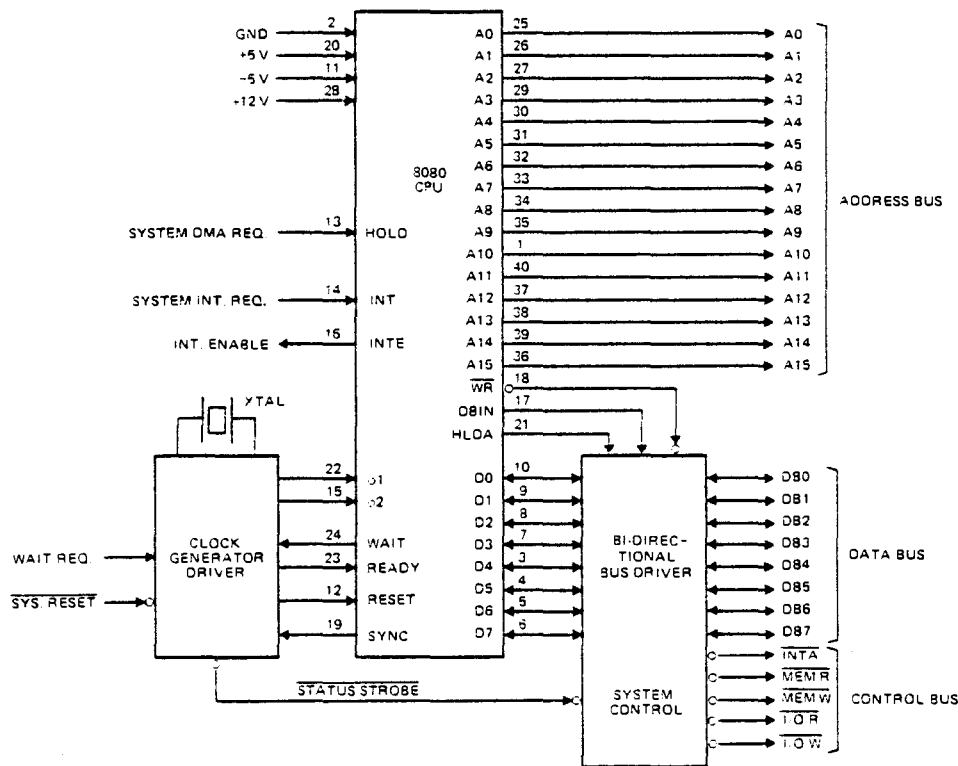 GND 2
+5 V 20
-5 V 11
+12 V 28
8080
CPU
A0 25 A0
A1 26 A1
A2 27 A2
A3 29 A3
A4 30 A4
A5 31 A5
A6 32 A6
A7 33 A7
A8 34 A8
A9 35 A9
A10 1 A10
A11 40 A11
A12 37 A12
A13 38 A13
A14 39 A14
A15 36 A15
ADDRESS BUS
SYSTEM DMA REQ. 13 HOLD
SYSTEM INT. REQ. 14 INT
INT. ENABLE 16 INTE
WR 18
DBIN 17
HLDA 21
XTAL
CLOCK
GENERATOR
DRIVER
WAIT REQ.
SYS. RESET
22 φ1
15 φ2
24 WAIT
23 READY
12 RESET
19 SYNC
D0 10 DB0
D1 9 DB1
D2 8 DB2
D3 7 DB3
D4 3 DB4
D5 4 DB5
D6 5 DB6
D7 6 DB7
BI-DIREC-
TIONAL
BUS DRIVER
DATA BUS
STATUS STROBE
SYSTEM
CONTROL
INTA
MEM R
MEM W
I/O R
I/O W
CONTROL BUS